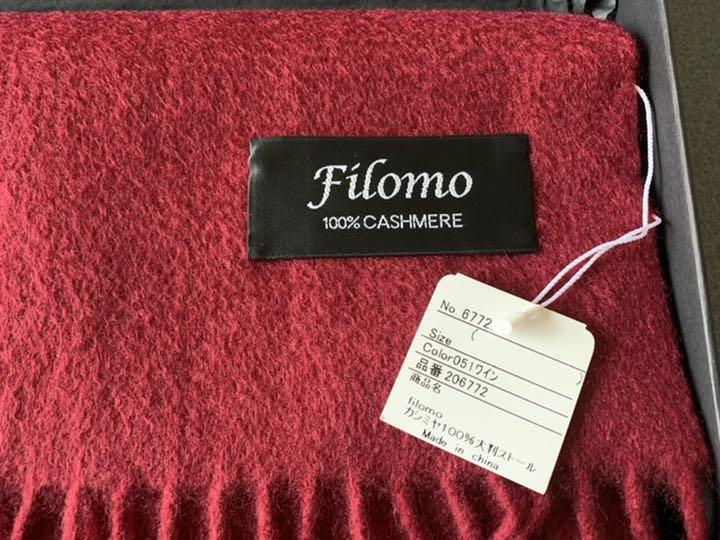 Filomo
100% CASHMERE
No 6772
( )
Size
Color051ワイン
品番 206772
商品名
filomo
カシミヤ100%大判ストール
Made in china